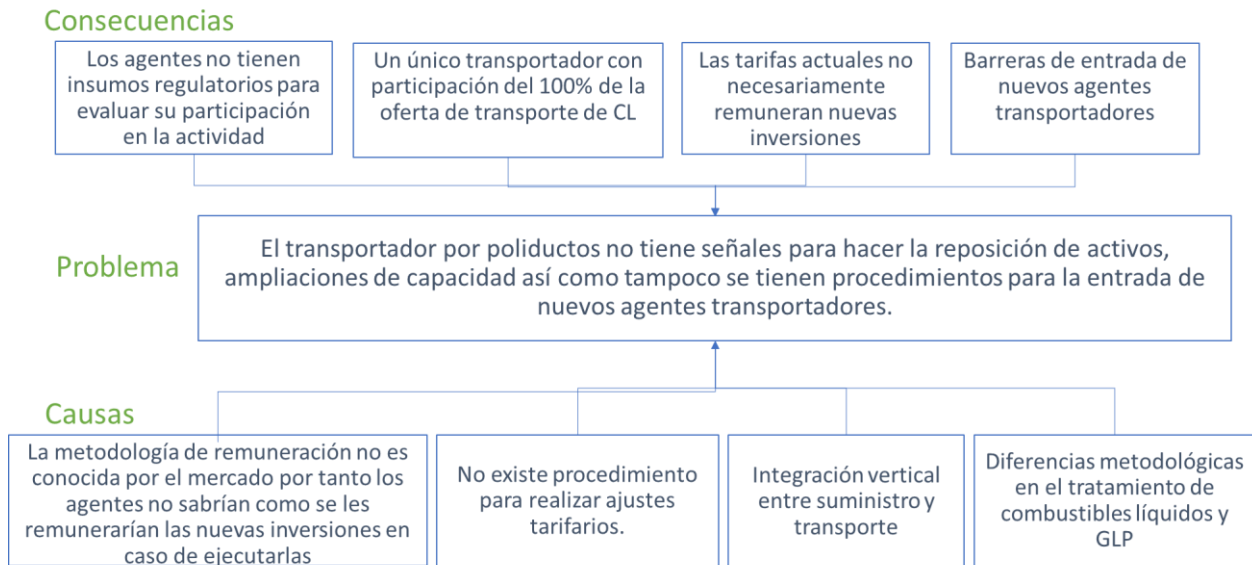 Consecuencias
Los agentes no tienen
insumos regulatorios para
evaluar su participación
en la actividad
Un único transportador con
participación del 100% de la
oferta de transporte de CL
Las tarifas actuales no
necesariamente
remuneran nuevas
inversiones
Barreras de entrada de
nuevos agentes
transportadores
Problema
El transportador por poliductos no tiene señales para hacer la reposición de activos,
ampliaciones de capacidad así como tampoco se tienen procedimientos para la entrada de
nuevos agentes transportadores.
Causas
La metodología de remuneración no es
conocida por el mercado por tanto los
agentes no sabrían como se les
remunerarían las nuevas inversiones en
caso de ejecutarlas
No existe procedimiento
para realizar ajustes
tarifarios.
Integración vertical
entre suministro y
transporte
Diferencias metodológicas
en el tratamiento de
combustibles líquidos y
GLP